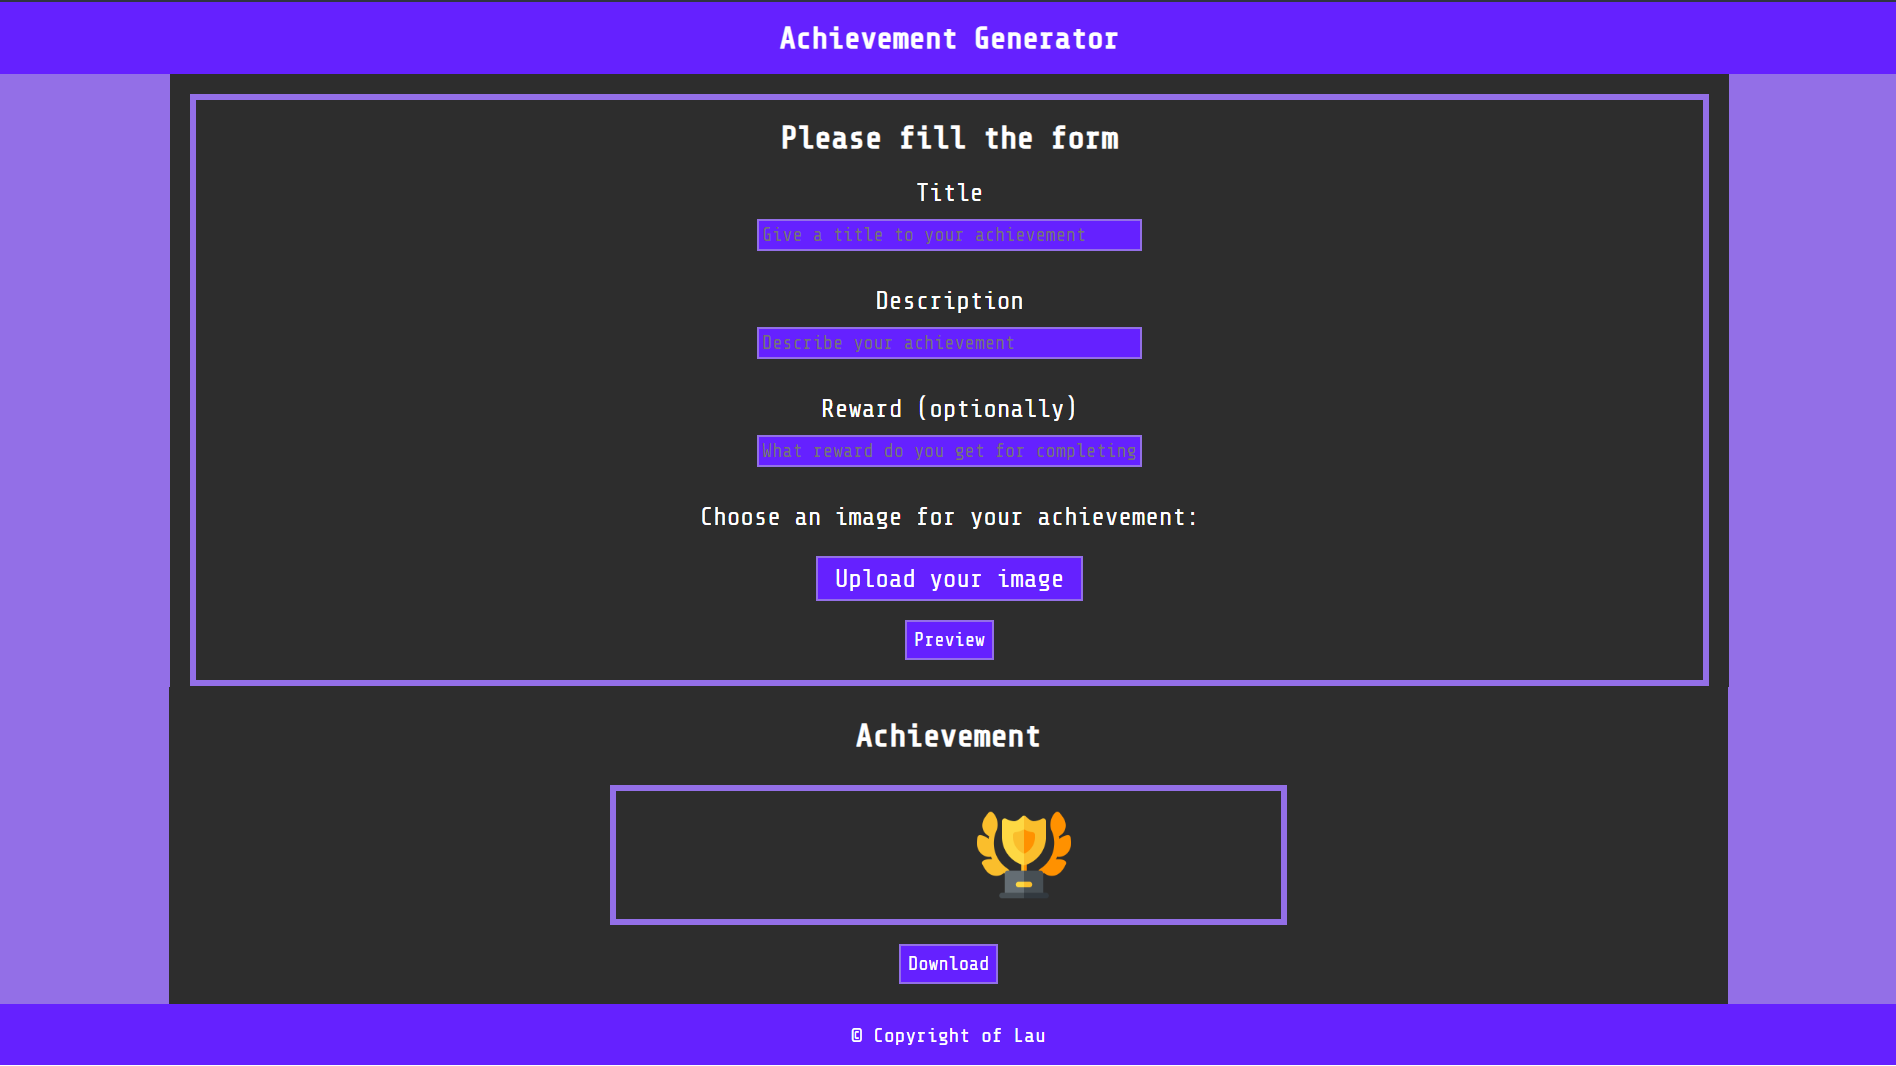 Achievement Generator
Please fill the form
Title
Give a title to your achievement
Description
Describe your achievement
Reward (optionally)
What reward do you get for completing
Choose an image for your achievement:
Upload your image
Preview
Achievement
Download
© Copyright of Lau